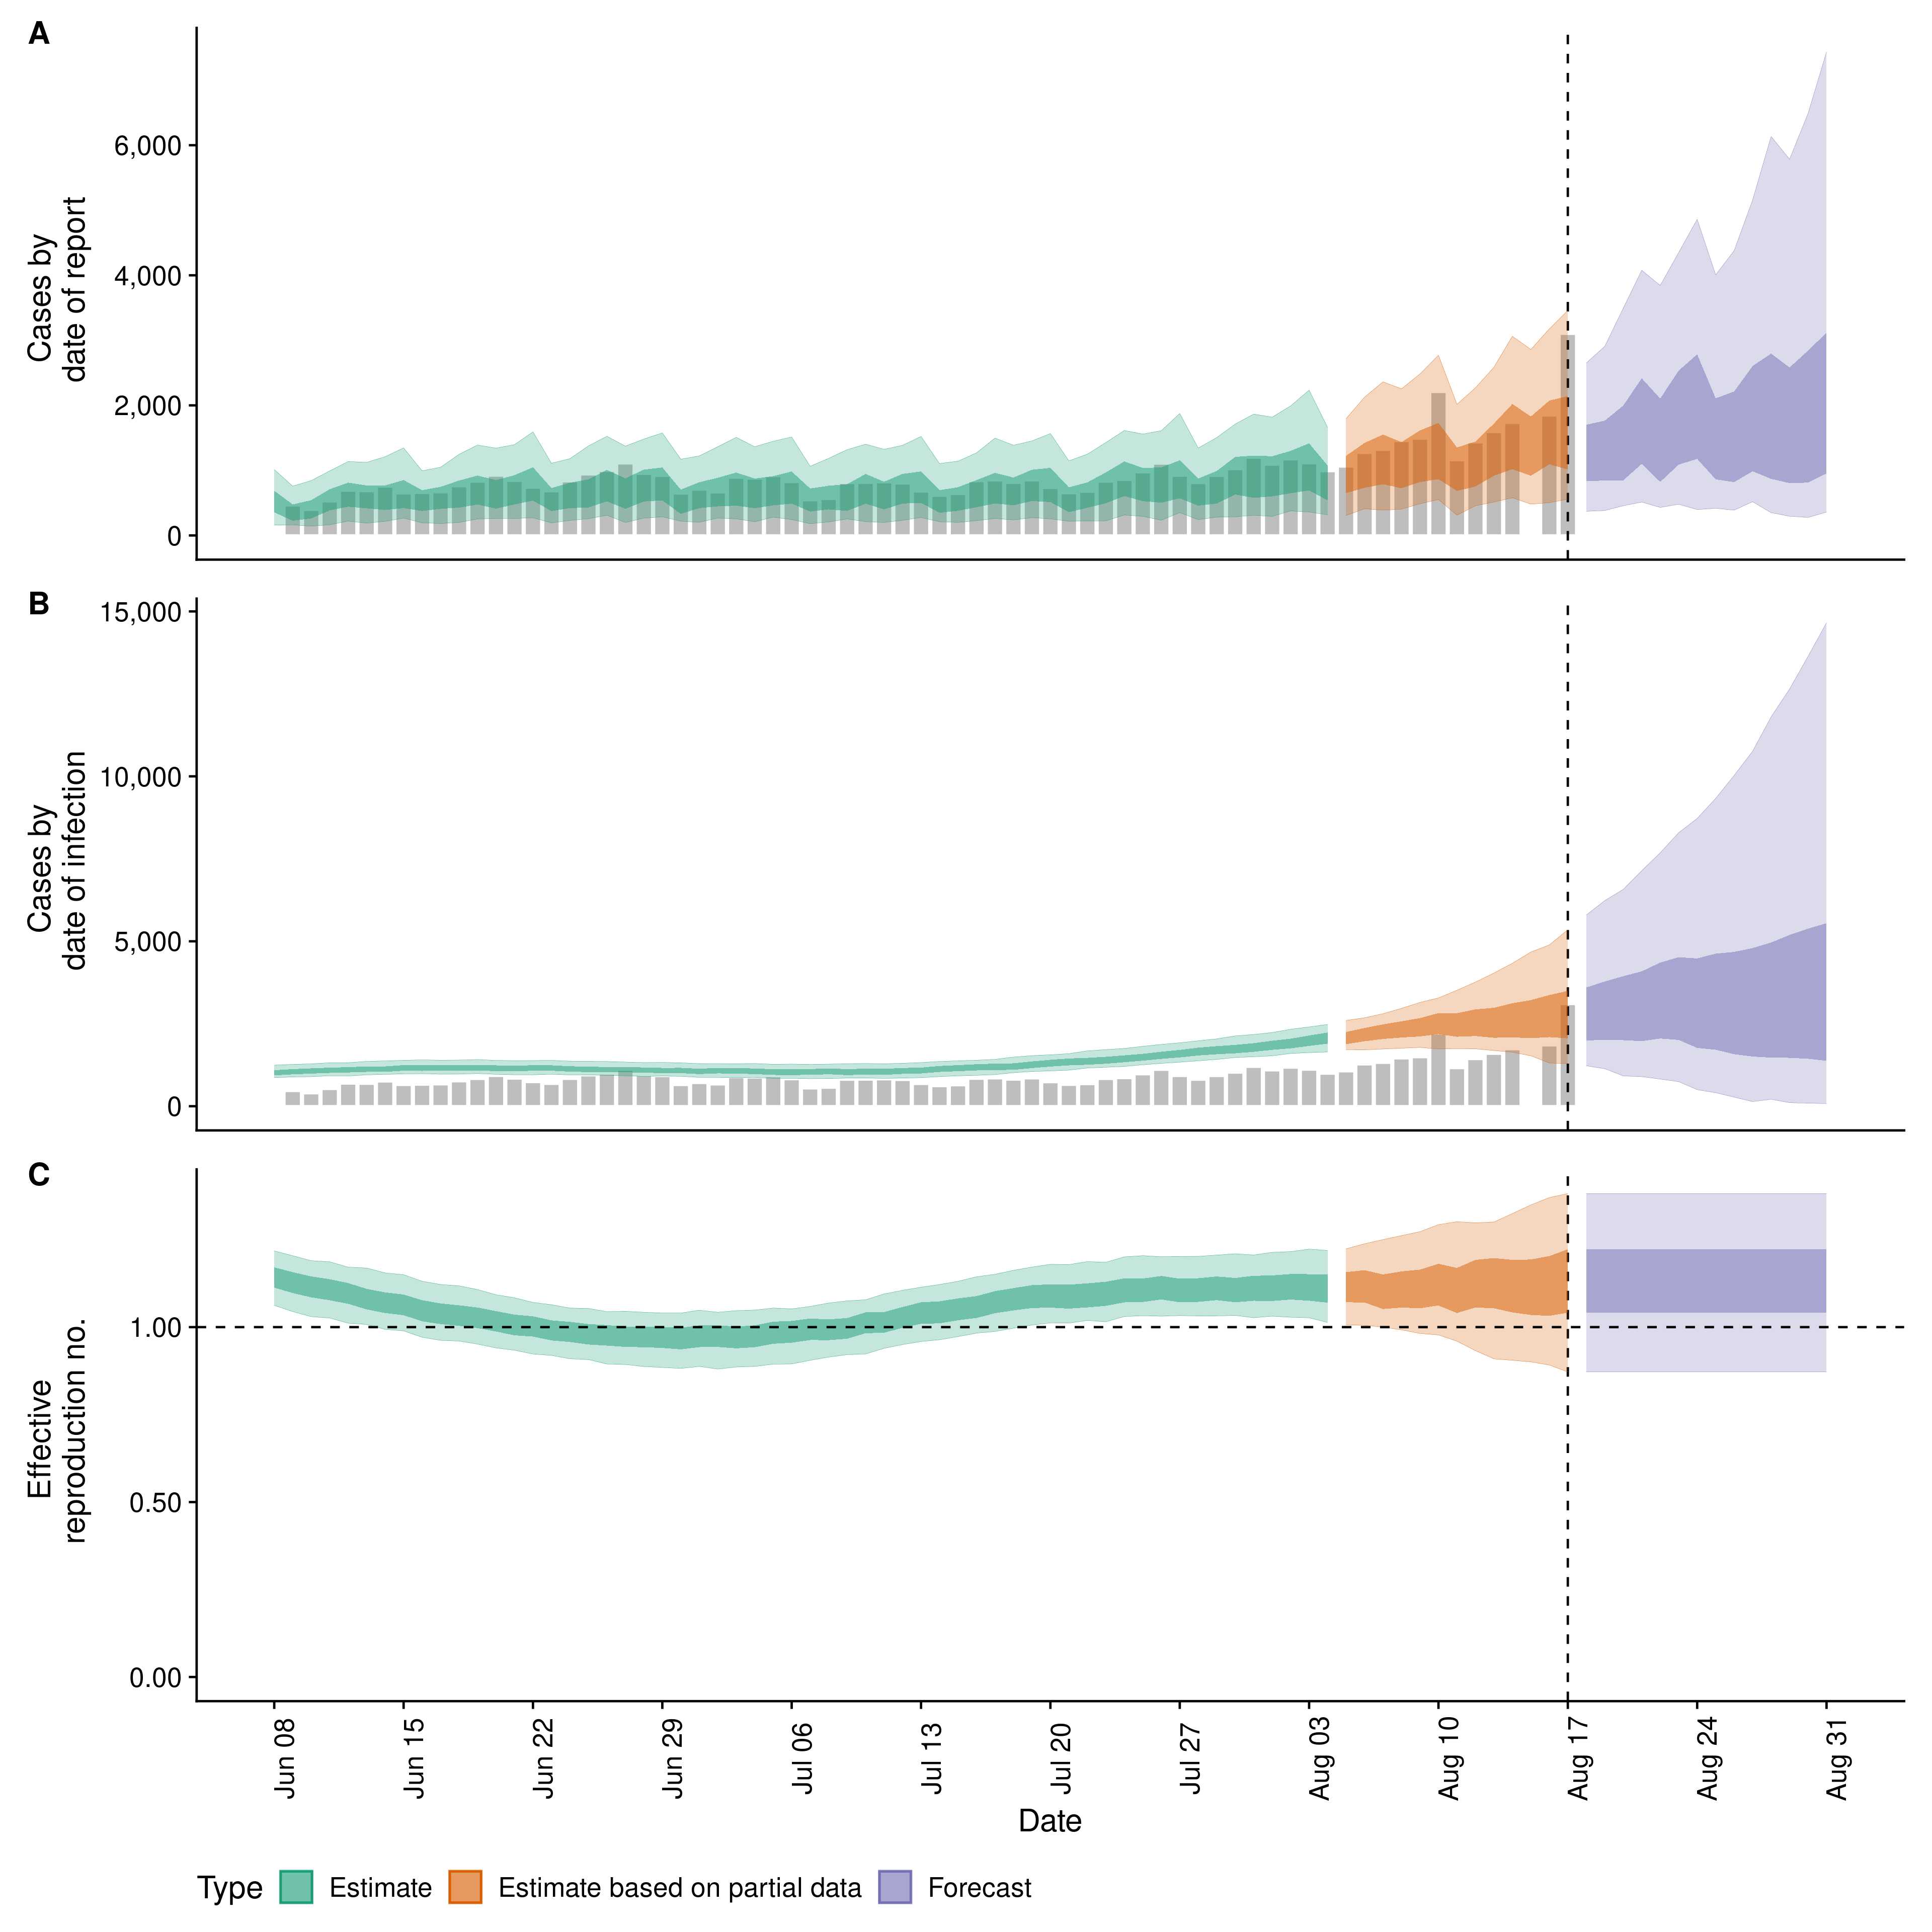 A
Cases by
date of report
6,000
4,000
2,000
0
B
Cases by
date of infection
15,000
10,000
5,000
0
C
Effective
reproduction no.
1.00
0.50
0.00
Jun 08
Jun 15
Jun 22
Jun 29
Jul 06
Jul 13
Jul 20
Jul 27
Aug 03
Aug 10
Aug 17
Aug 24
Aug 31
Date
Type Estimate Estimate based on partial data Forecast